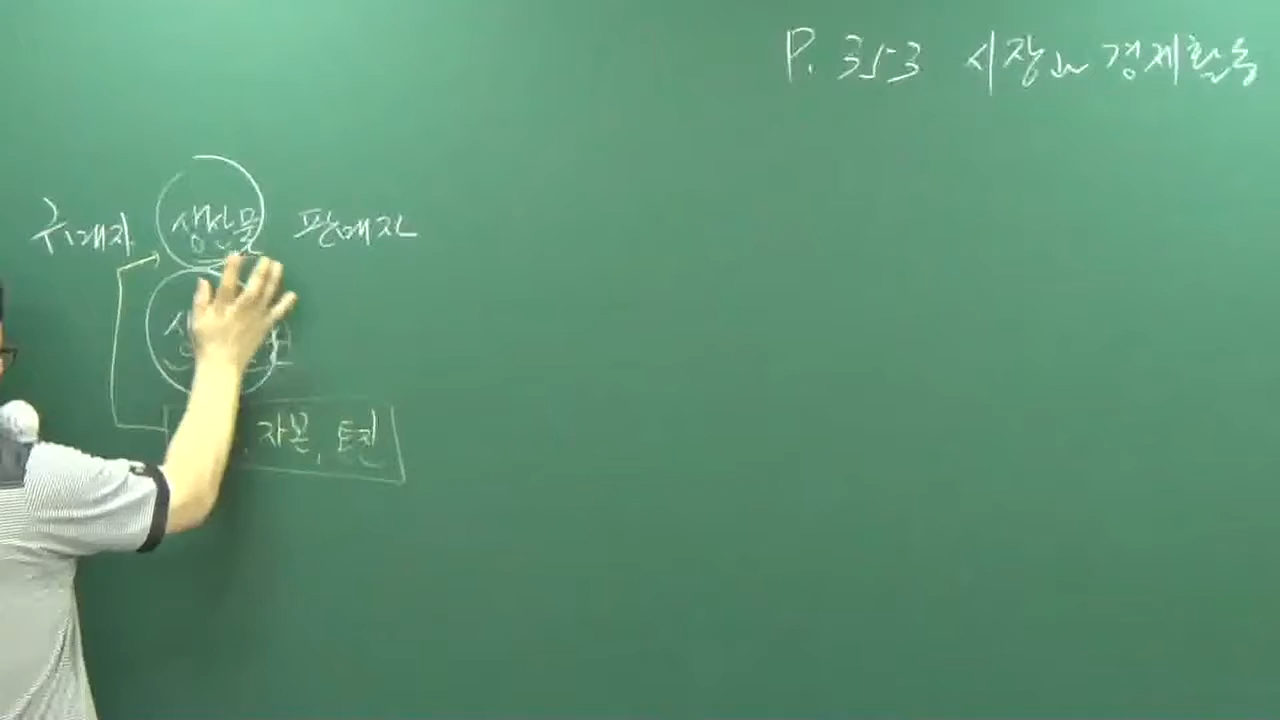 P. 353 시장과 경제활동
구매자 생산물 판매자
생
, 자본, 토지